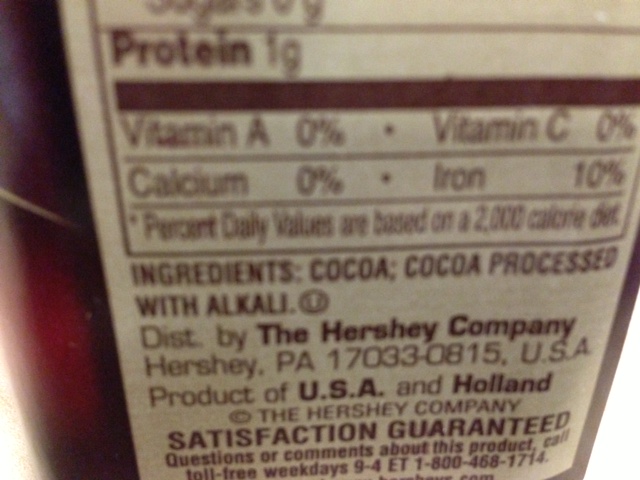 Sugars 0g
Protein 1g
Vitamin A 0% • Vitamin C 0%
Calcium 0% • Iron 10%
* Percent Daily Values are based on a 2,000 calorie diet.
INGREDIENTS: COCOA; COCOA PROCESSED
WITH ALKALI. Ⓤ
Dist. by The Hershey Company
Hershey, PA 17033-0815, U.S.A.
Product of U.S.A. and Holland
© THE HERSHEY COMPANY
SATISFACTION GUARANTEED
Questions or comments about this product, call
toll-free weekdays 9-4 ET 1-800-468-1714.